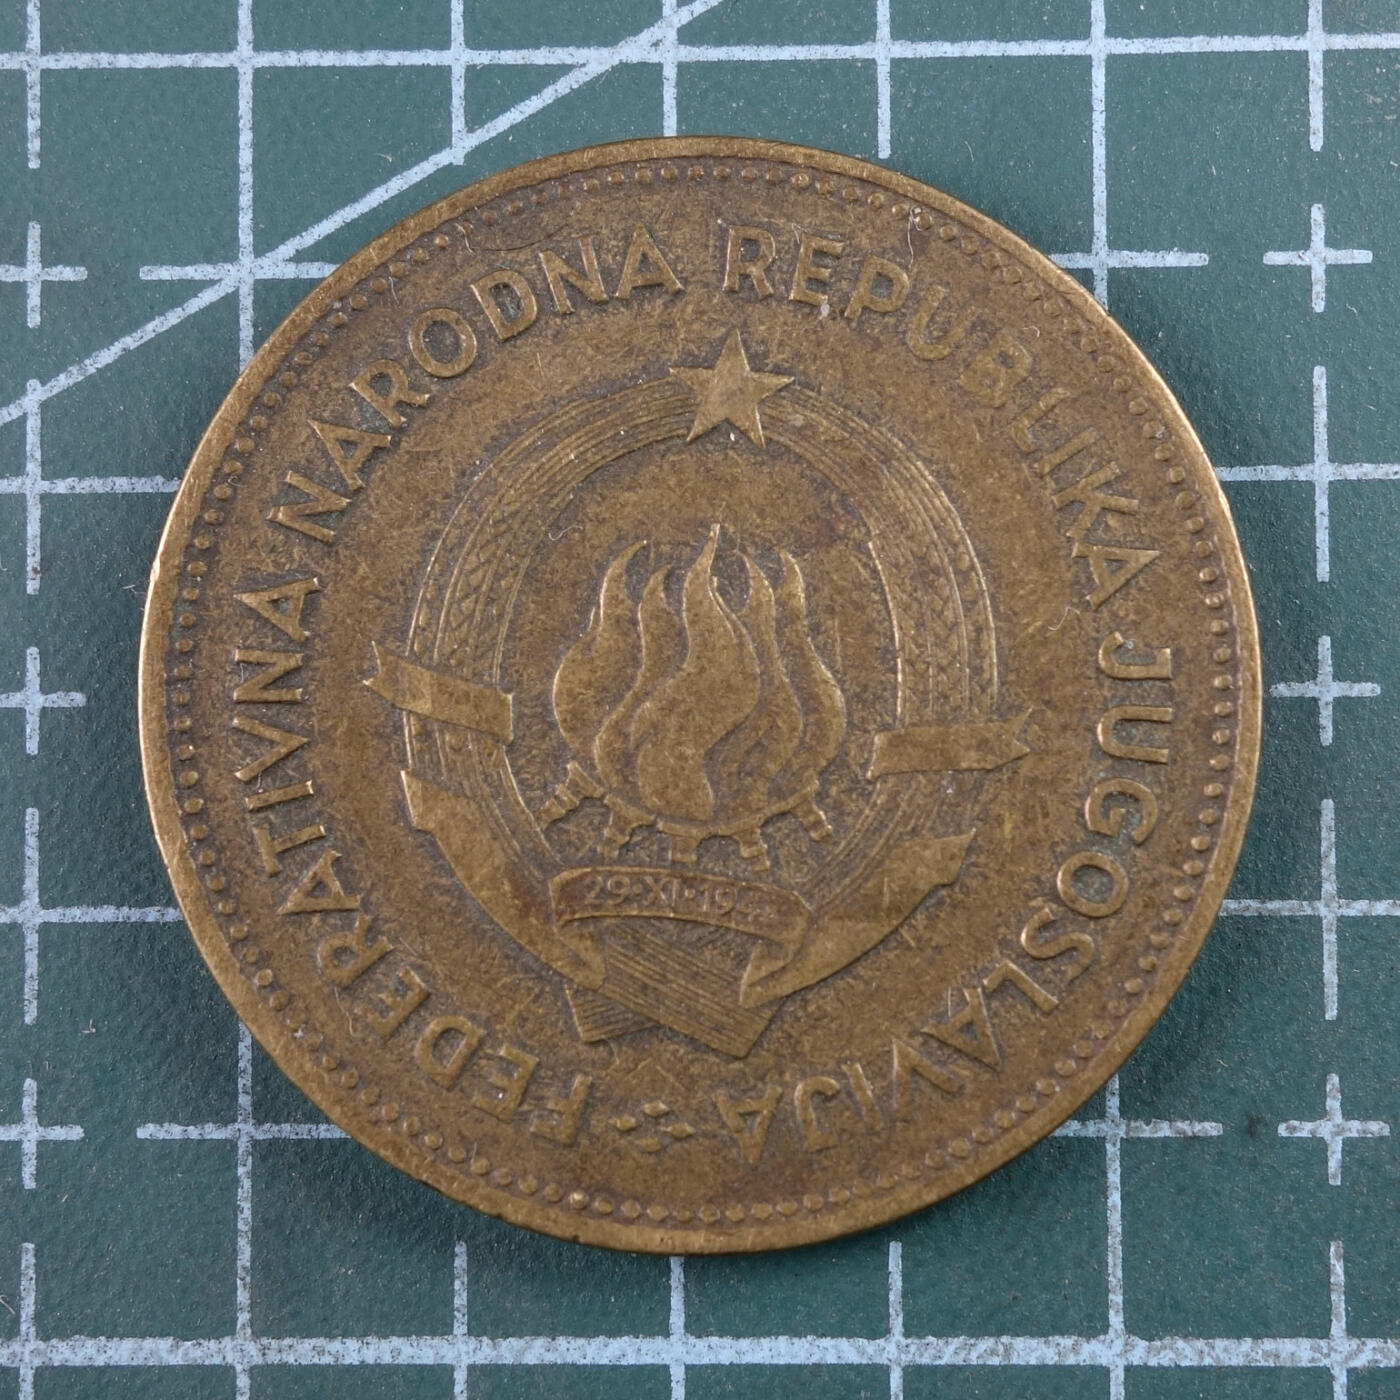 FEDERATIVNA NARODNA REPUBLIKA JUGOSLAVIJA
29·XI·19